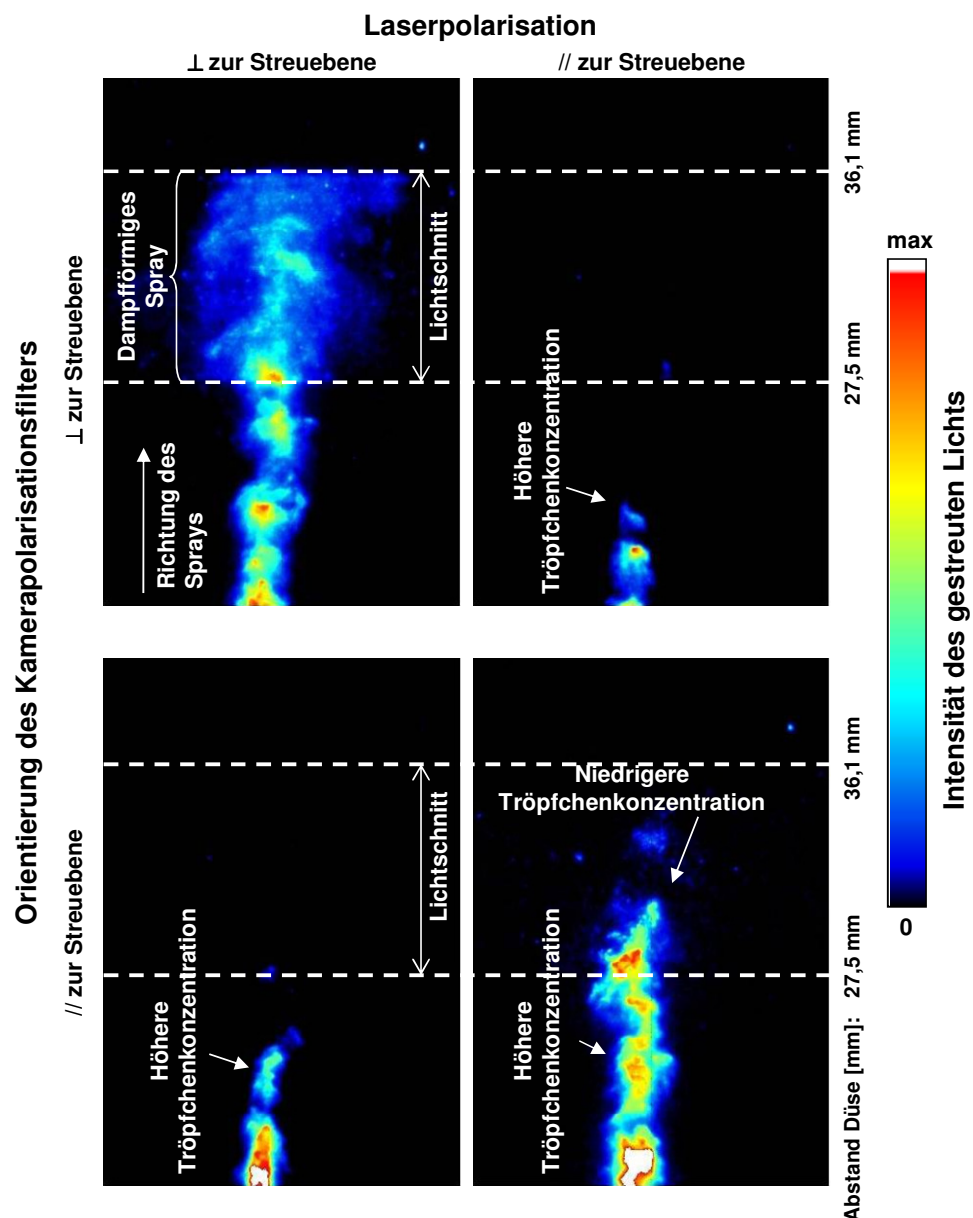 Laserpolarisation
⊥ zur Streuebene
// zur Streuebene
Orientierung des Kamerapolarisationsfilters
⊥ zur Streuebene
Dampfförmiges
Spray
Lichtschnitt
Richtung des
Sprays
Höhere
Tröpfchenkonzentration
36,1 mm
27,5 mm
// zur Streuebene
Lichtschnitt
Höhere
Tröpfchenkonzentration
Niedrigere
Tröpfchenkonzentration
Höhere
Tröpfchenkonzentration
36,1 mm
Abstand Düse [mm]: 27,5 mm
max
0
Intensität des gestreuten Lichts